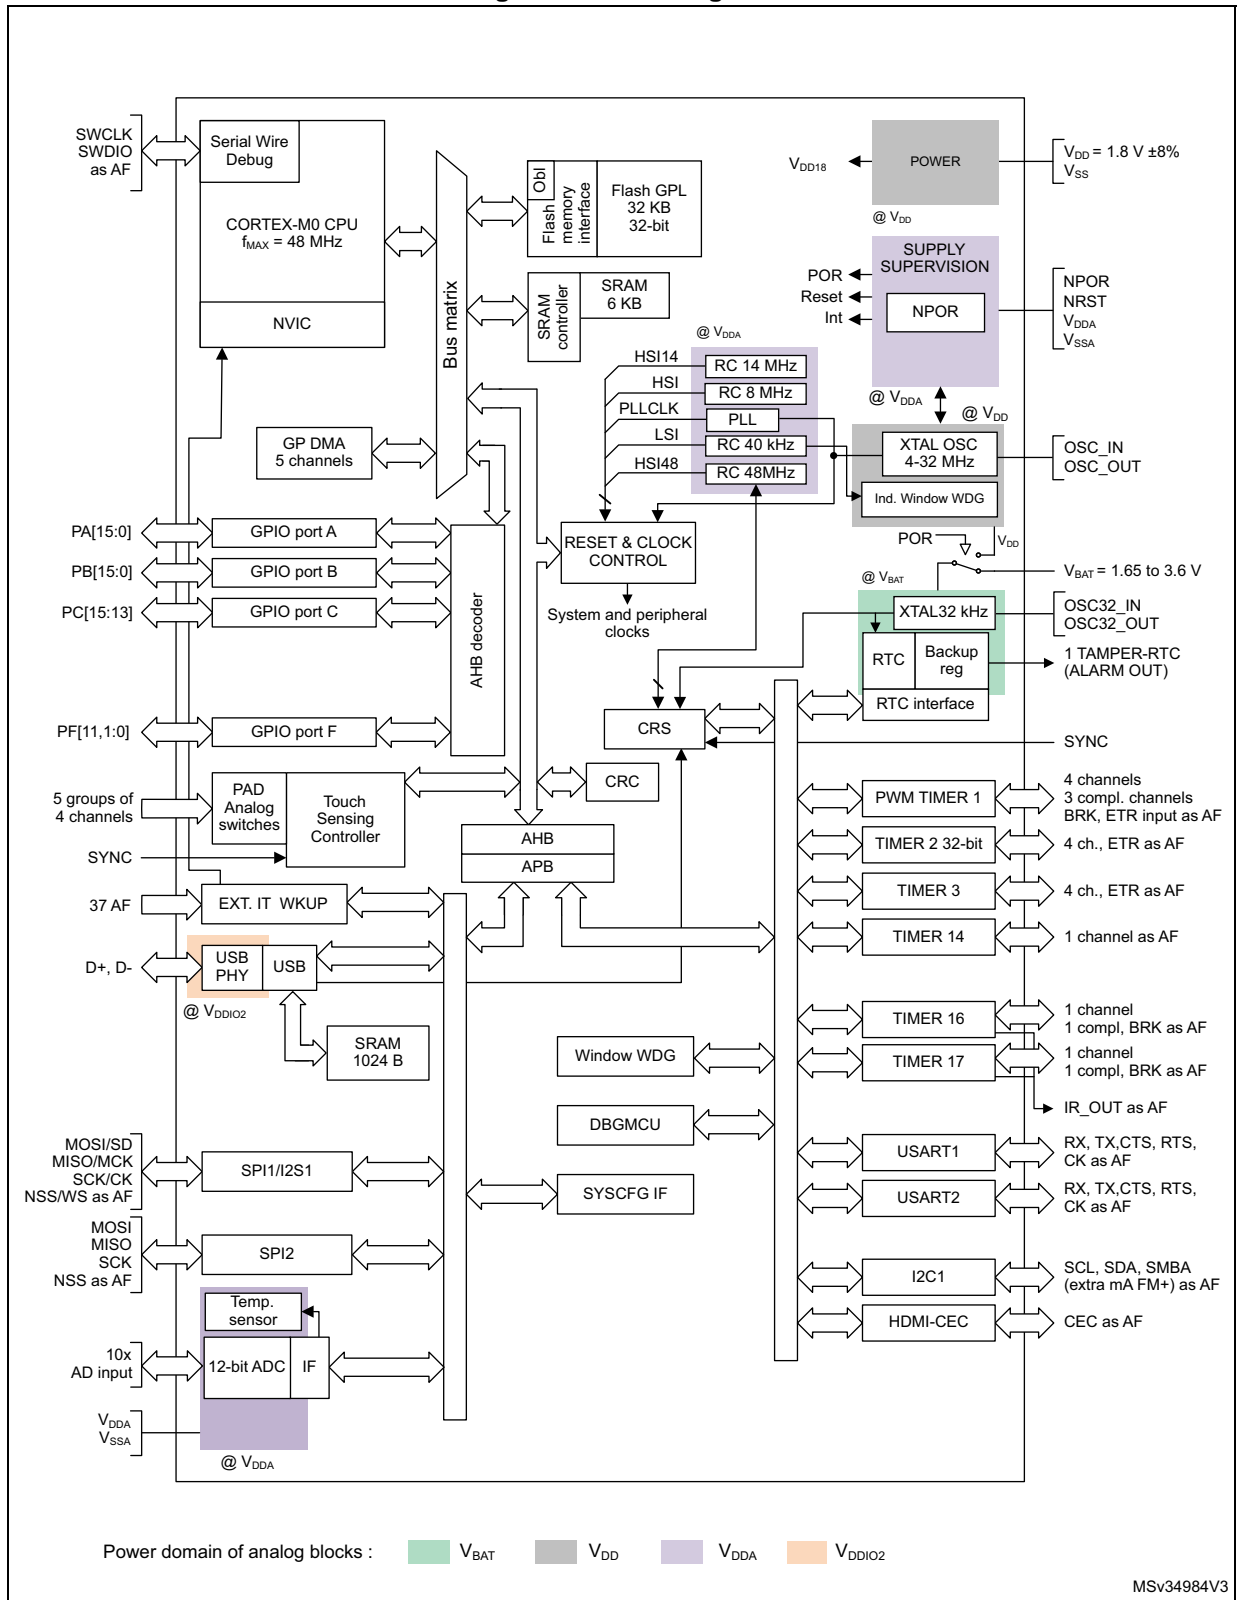 SWCLK
SWDIO
as AF
Serial Wire
Debug
CORTEX-M0 CPU
fMAX = 48 MHz
NVIC
Bus matrix
Obl
Flash
memory
interface
Flash GPL
32 KB
32-bit
SRAM
controller
SRAM
6 KB
VDD18
POWER
VDD = 1.8 V ±8%
VSS
@ VDD
SUPPLY
SUPERVISION
POR
Reset
Int
NPOR
NPOR
NRST
VDDA
VSSA
@ VDDA
@ VDDA
HSI14
RC 14 MHz
HSI
RC 8 MHz
PLLCLK
PLL
LSI
RC 40 kHz
HSI48
RC 48MHz
@ VDD
XTAL OSC
4-32 MHz
OSC_IN
OSC_OUT
Ind. Window WDG
GP DMA
5 channels
POR
VDD
VBAT = 1.65 to 3.6 V
@ VBAT
RESET & CLOCK
CONTROL
System and peripheral
clocks
XTAL32 kHz
OSC32_IN
OSC32_OUT
RTC
Backup
reg
1 TAMPER-RTC
(ALARM OUT)
RTC interface
PA[15:0]
GPIO port A
PB[15:0]
GPIO port B
PC[15:13]
GPIO port C
PF[11,1:0]
GPIO port F
AHB decoder
CRS
SYNC
5 groups of
4 channels
PAD
Analog
switches
Touch
Sensing
Controller
SYNC
CRC
AHB
APB
37 AF
EXT. IT  WKUP
D+, D-
USB
PHY
USB
@ VDDIO2
SRAM
1024 B
PWM TIMER 1
4 channels
3 compl. channels
BRK, ETR input as AF
TIMER 2 32-bit
4 ch., ETR as AF
TIMER 3
4 ch., ETR as AF
TIMER 14
1 channel as AF
TIMER 16
1 channel
1 compl, BRK as AF
TIMER 17
1 channel
1 compl, BRK as AF
IR_OUT as AF
Window WDG
DBGMCU
SYSCFG IF
USART1
RX, TX,CTS, RTS,
CK as AF
USART2
RX, TX,CTS, RTS,
CK as AF
I2C1
SCL, SDA, SMBA
(extra mA FM+) as AF
HDMI-CEC
CEC as AF
MOSI/SD
MISO/MCK
SCK/CK
NSS/WS as AF
SPI1/I2S1
MOSI
MISO
SCK
NSS as AF
SPI2
Temp.
sensor
10x
AD input
12-bit ADC
IF
VDDA
VSSA
@ VDDA
Power domain of analog blocks :
VBAT
VDD
VDDA
VDDIO2
MSv34984V3